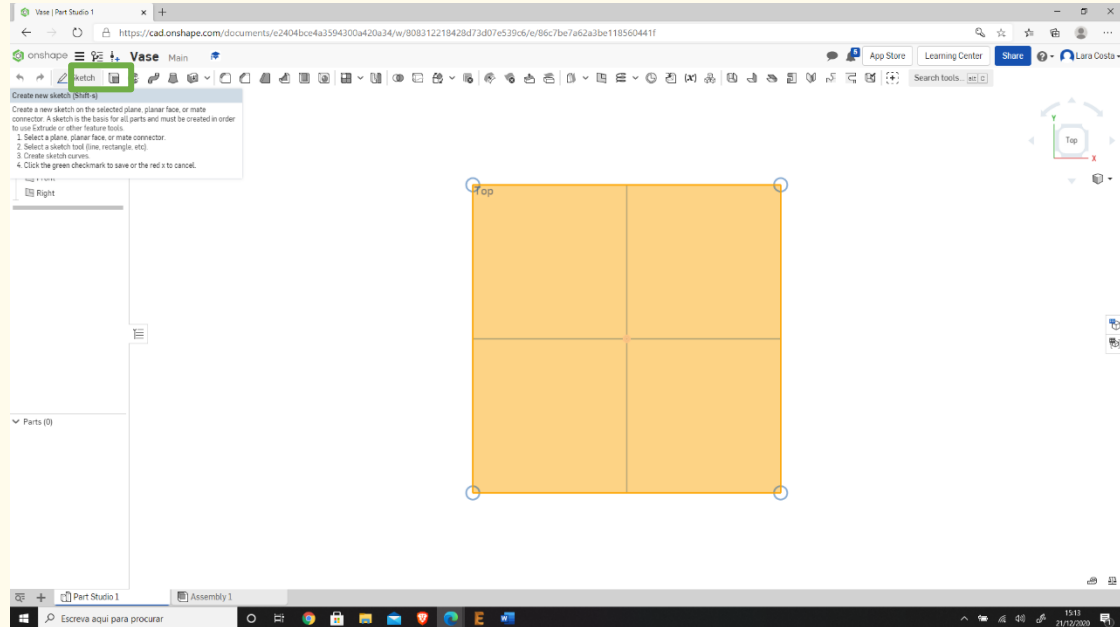 Vase | Part Studio 1
https://cad.onshape.com/documents/e2404bce4a3594300a420a34/w/808312218428d73d07e539c6/e/86c7be7a62a3be118560441f
onshape Vase Main 5 App Store Learning Center Share Lara Costa
Sketch Search tools... alt c
Create new sketch (Shift-s)
Create a new sketch on the selected plane, planar face, or mate
connector. A sketch is the basis for all parts and must be created in order
to use Extrude or other feature tools.
1. Select a plane, planar face, or mate connector.
2. Select a sketch tool (line, rectangle, etc).
3. Create sketch curves.
4. Click the green checkmark to save or the red x to cancel.
Right
Top
Y
Top
X
Parts (0)
Part Studio 1 Assembly 1
Escreva aqui para procurar
15:13
21/12/2020